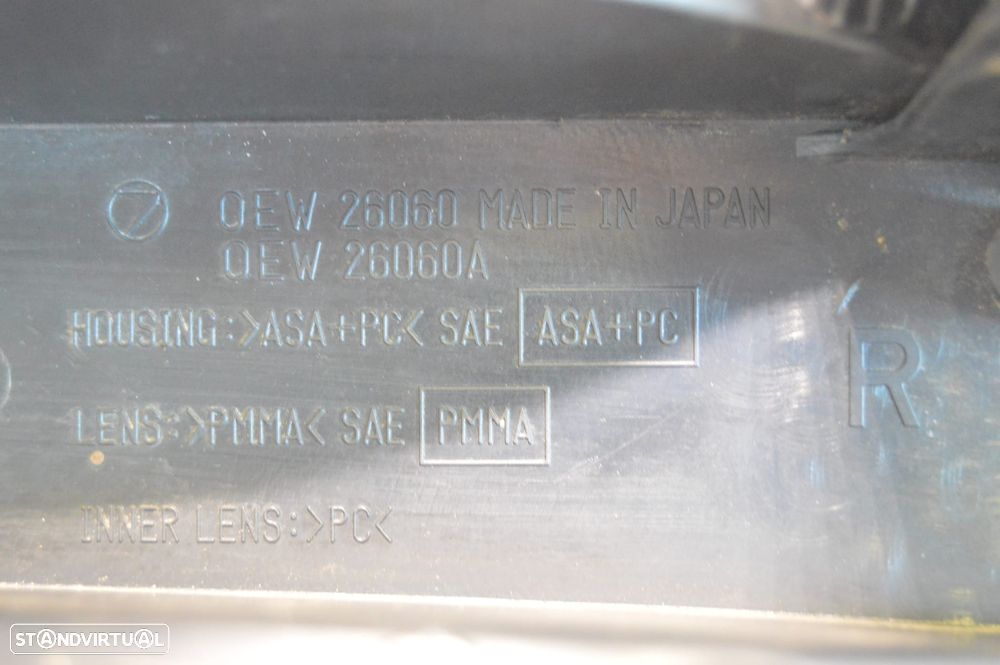 OEW 26060 MADE IN JAPAN
OEW 26060A
HOUSING:>ASA+PC< SAE ASA+PC
R
LENS:>PMMA< SAE PMMA
INNER LENS:>PC<
STANDVIRTUAL